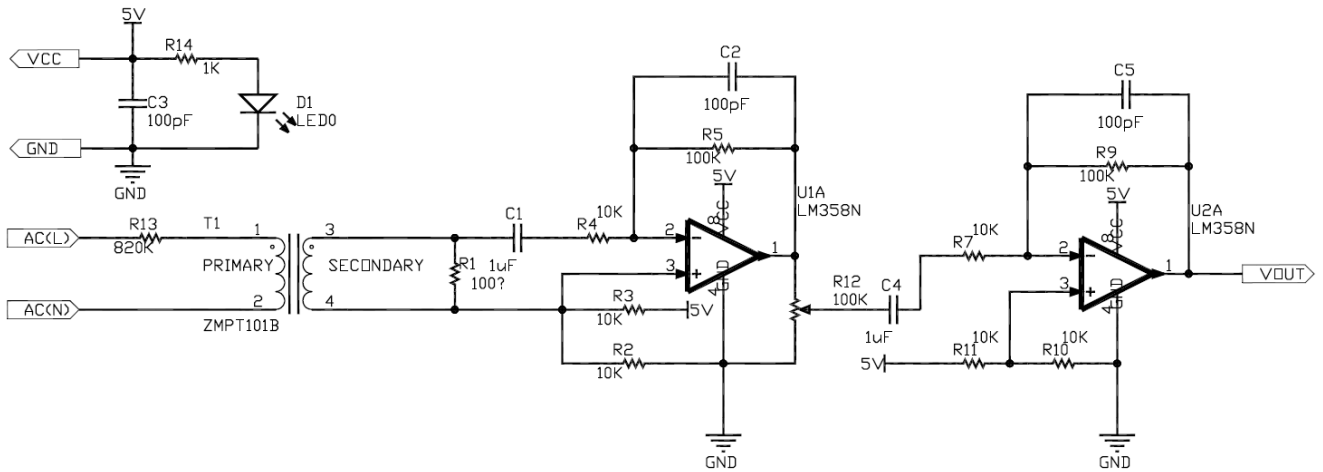 5V
VCC
R14
1K
C3
100pF
D1
LED0
GND
GND
AC(L)
R13
820K
T1
1
3
PRIMARY
SECONDARY
AC(N)
2
4
ZMPT101B
R1
100?
C1
1uF
R4
10K
C2
100pF
R5
100K
5V
U1A
LM358N
8
VCC
2
3
1
GND
4
R3
10K
5V
R2
10K
GND
R12
100K
C4
1uF
R7
10K
C5
100pF
R9
100K
5V
U2A
LM358N
8
VCC
2
3
1
GND
4
VOUT
5V
R11
10K
R10
10K
GND